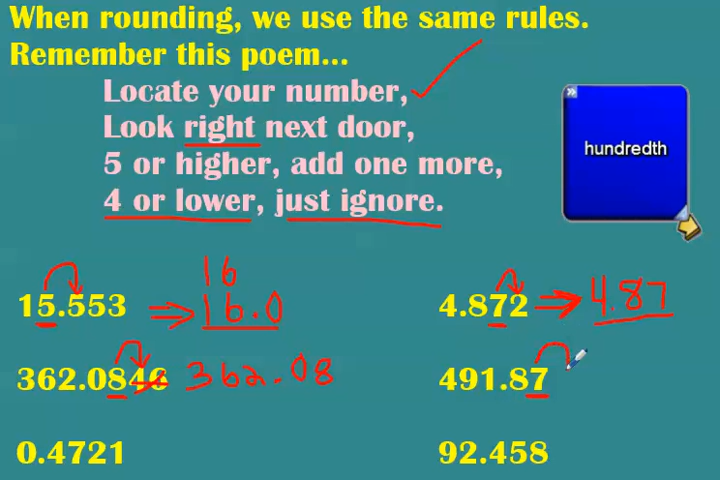 When rounding, we use the same rules.
Remember this poem...
Locate your number,
Look right next door,
5 or higher, add one more,
4 or lower, just ignore.
hundredth
16
15.553 ⇒ 16.0
4.872 ⇒ 4.87
362.0846 362.08
491.87
0.4721
92.458